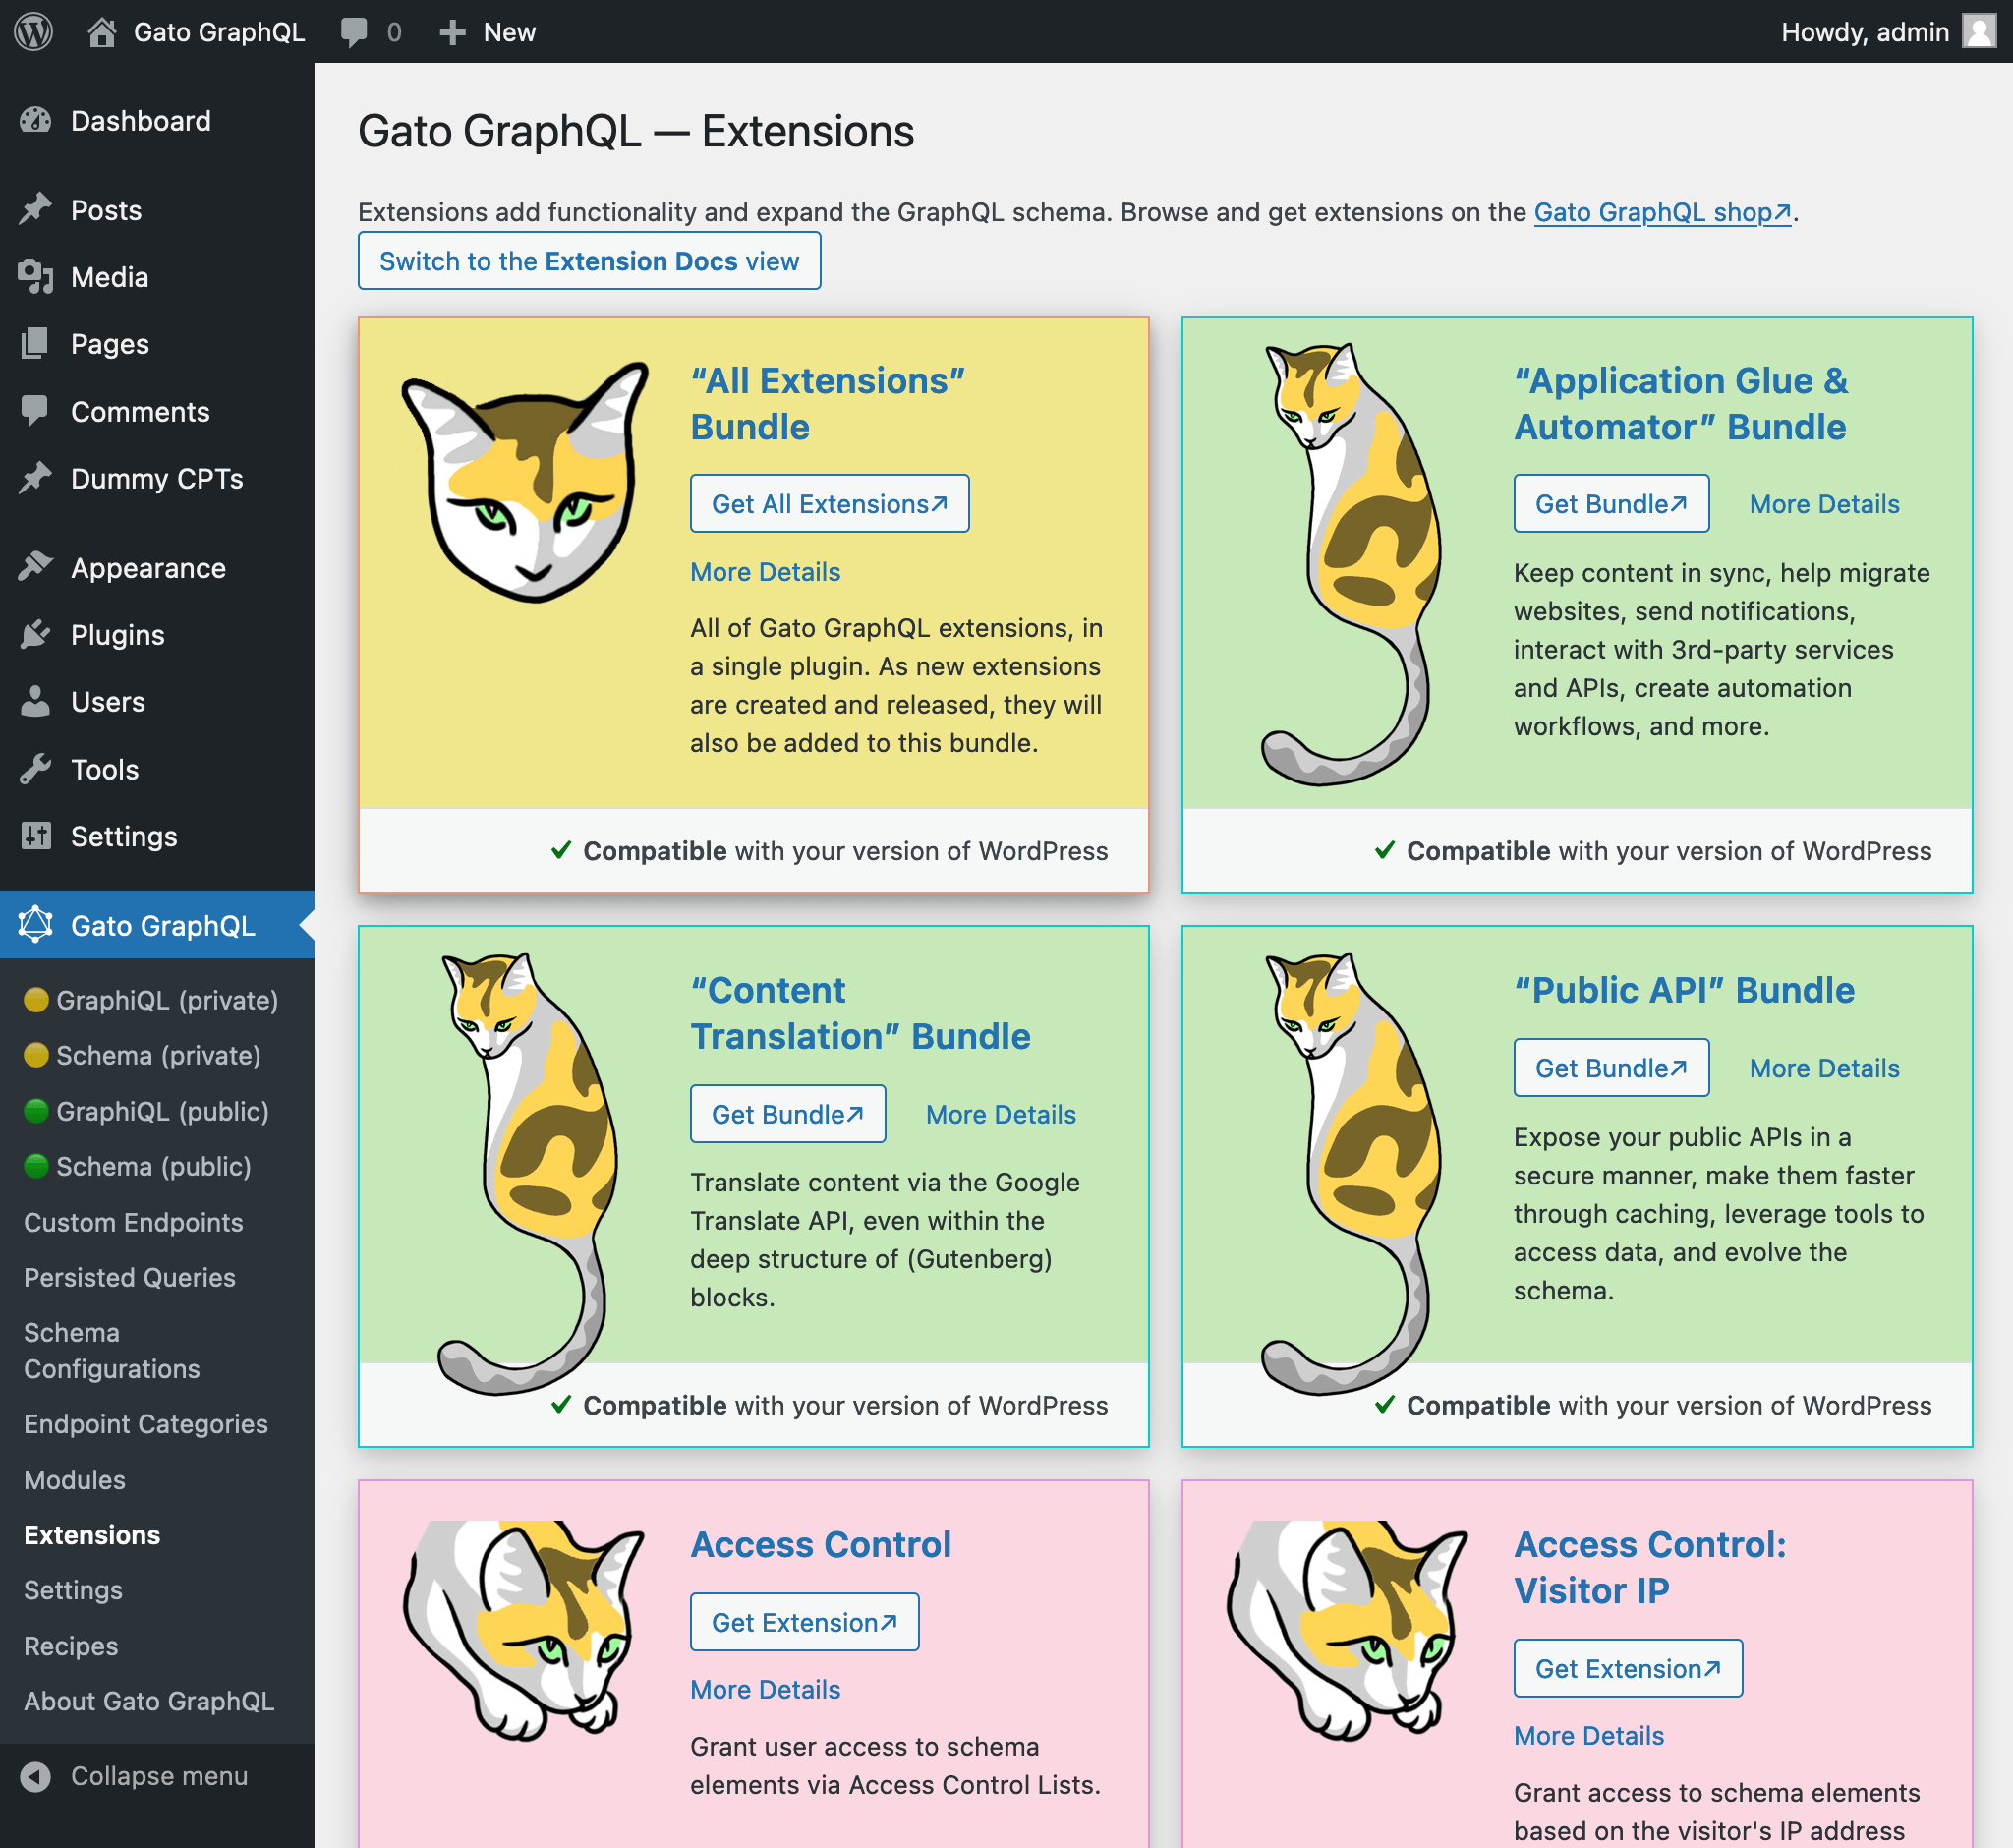 Gato GraphQL
0
New
Howdy, admin
Dashboard
Posts
Media
Pages
Comments
Dummy CPTs
Appearance
Plugins
Users
Tools
Settings
Gato GraphQL
GraphiQL (private)
Schema (private)
GraphiQL (public)
Schema (public)
Custom Endpoints
Persisted Queries
Schema
Configurations
Endpoint Categories
Modules
Extensions
Settings
Recipes
About Gato GraphQL
Collapse menu
Gato GraphQL — Extensions
Extensions add functionality and expand the GraphQL schema. Browse and get extensions on the Gato GraphQL shop↗.
Switch to the Extension Docs view
“All Extensions”
Bundle
Get All Extensions↗
More Details
All of Gato GraphQL extensions, in
a single plugin. As new extensions
are created and released, they will
also be added to this bundle.
✔ Compatible with your version of WordPress
“Application Glue &
Automator” Bundle
Get Bundle↗ More Details
Keep content in sync, help migrate
websites, send notifications,
interact with 3rd-party services
and APIs, create automation
workflows, and more.
✔ Compatible with your version of WordPress
“Content
Translation” Bundle
Get Bundle↗ More Details
Translate content via the Google
Translate API, even within the
deep structure of (Gutenberg)
blocks.
✔ Compatible with your version of WordPress
“Public API” Bundle
Get Bundle↗ More Details
Expose your public APIs in a
secure manner, make them faster
through caching, leverage tools to
access data, and evolve the
schema.
✔ Compatible with your version of WordPress
Access Control
Get Extension↗
More Details
Grant user access to schema
elements via Access Control Lists.
Access Control:
Visitor IP
Get Extension↗
More Details
Grant access to schema elements
based on the visitor's IP address